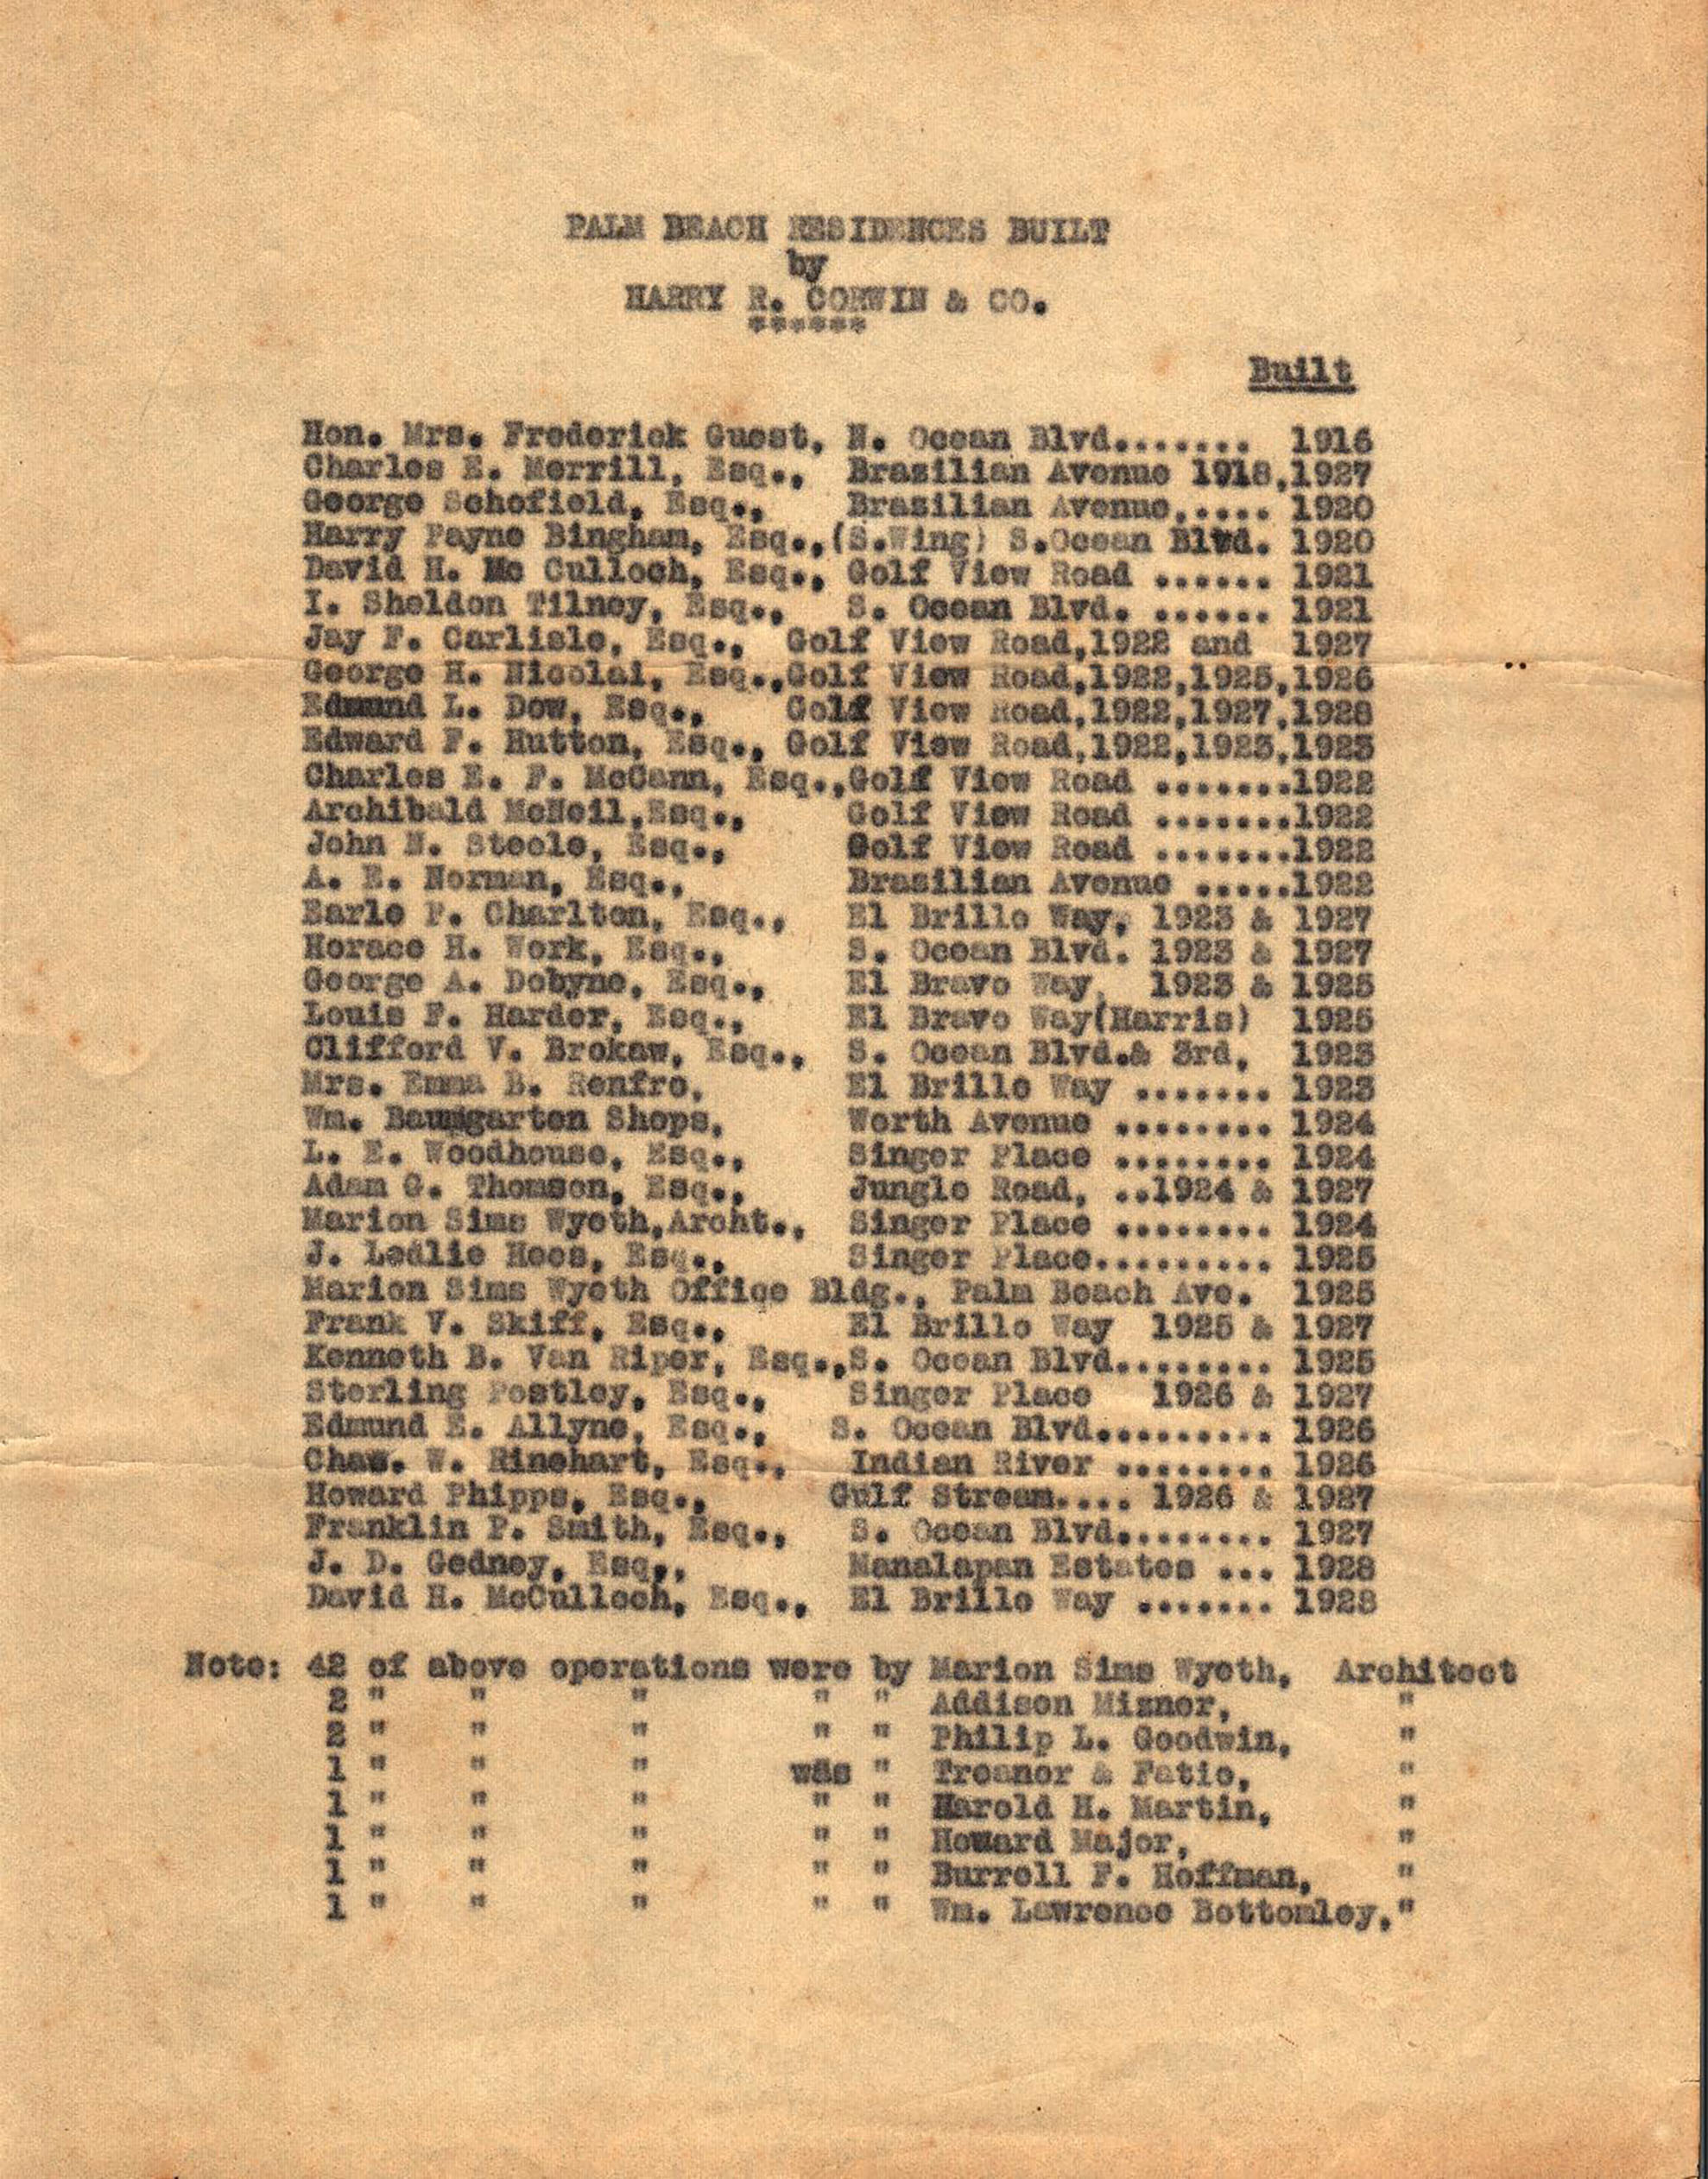 PALM BEACH RESIDENCES BUILT
by
HARRY R. CORWIN & CO.
******
Built
Hon. Mrs. Frederick Guest, N. Ocean Blvd....... 1916
Charles E. Merrill, Esq., Brazilian Avenue 1918,1927
George Schofield, Esq., Brazilian Avenue,.... 1920
Harry Payne Bingham, Esq.,(S.Wing) S.Ocean Blvd. 1920
David H. Mc Culloch, Esq., Golf View Road ...... 1921
I. Sheldon Tilney, Esq., S. Ocean Blvd. ...... 1921
Jay F. Carlisle, Esq., Golf View Road,1922 and 1927
George H. Nicolai, Esq.,Golf View Road,1922,1925,1926
Edmund L. Dow, Esq., Golf View Road,1922,1927,1928
Edward F. Hutton, Esq., Golf View Road,1922,1923,1923
Charles E. F. McCann, Esq.,Golf View Road .......1922
Archibald McNeil,Esq., Golf View Road .......1922
John N. Steele, Esq., Golf View Road .......1922
A. E. Norman, Esq., Brazilian Avenue .....1922
Earle P. Charlton, Esq., El Brillo Way, 1923 & 1927
Horace H. Work, Esq., S. Ocean Blvd. 1923 & 1927
George A. Dobyne, Esq., El Bravo Way, 1923 & 1925
Louis F. Harder, Esq., El Bravo Way(Harris) 1925
Clifford V. Brokaw, Esq., S. Ocean Blvd.& 3rd, 1923
Mrs. Emma B. Renfro, El Brillo Way ....... 1923
Wm. Baumgarten Shops, Worth Avenue ........ 1924
L. E. Woodhouse, Esq., Singer Place ........ 1924
Adam G. Thomson, Esq., Jungle Road, ..1924 & 1927
Marion Sims Wyeth,Archt., Singer Place ........ 1924
J. Ledlie Hees, Esq., Singer Place......... 1925
Marion Sims Wyeth Office Bldg., Palm Beach Ave. 1925
Frank V. Skiff, Esq., El Brillo Way 1925 & 1927
Kenneth B. Van Riper, Esq.,S. Ocean Blvd........ 1925
Sterling Postley, Esq., Singer Place 1926 & 1927
Edmund E. Allyne, Esq., S. Ocean Blvd......... 1926
Chas. W. Rinehart, Esq., Indian River ........ 1926
Howard Phipps, Esq., Gulf Stream.... 1926 & 1927
Franklin P. Smith, Esq., S. Ocean Blvd........ 1927
J. D. Gedney, Esq., Manalapan Estates ... 1928
David H. McCulloch, Esq., El Brillo Way ....... 1928
Note: 42 of above operations were by Marion Sims Wyeth, Architect
2 " " " " " Addison Mizner, "
2 " " " " " Philip L. Goodwin, "
1 " " " was " Treanor & Fatio, "
1 " " " " " Harold H. Martin, "
1 " " " " " Howard Major, "
1 " " " " " Burrell F. Hoffman, "
1 " " " " " Wm. Lawrence Bottomley,"